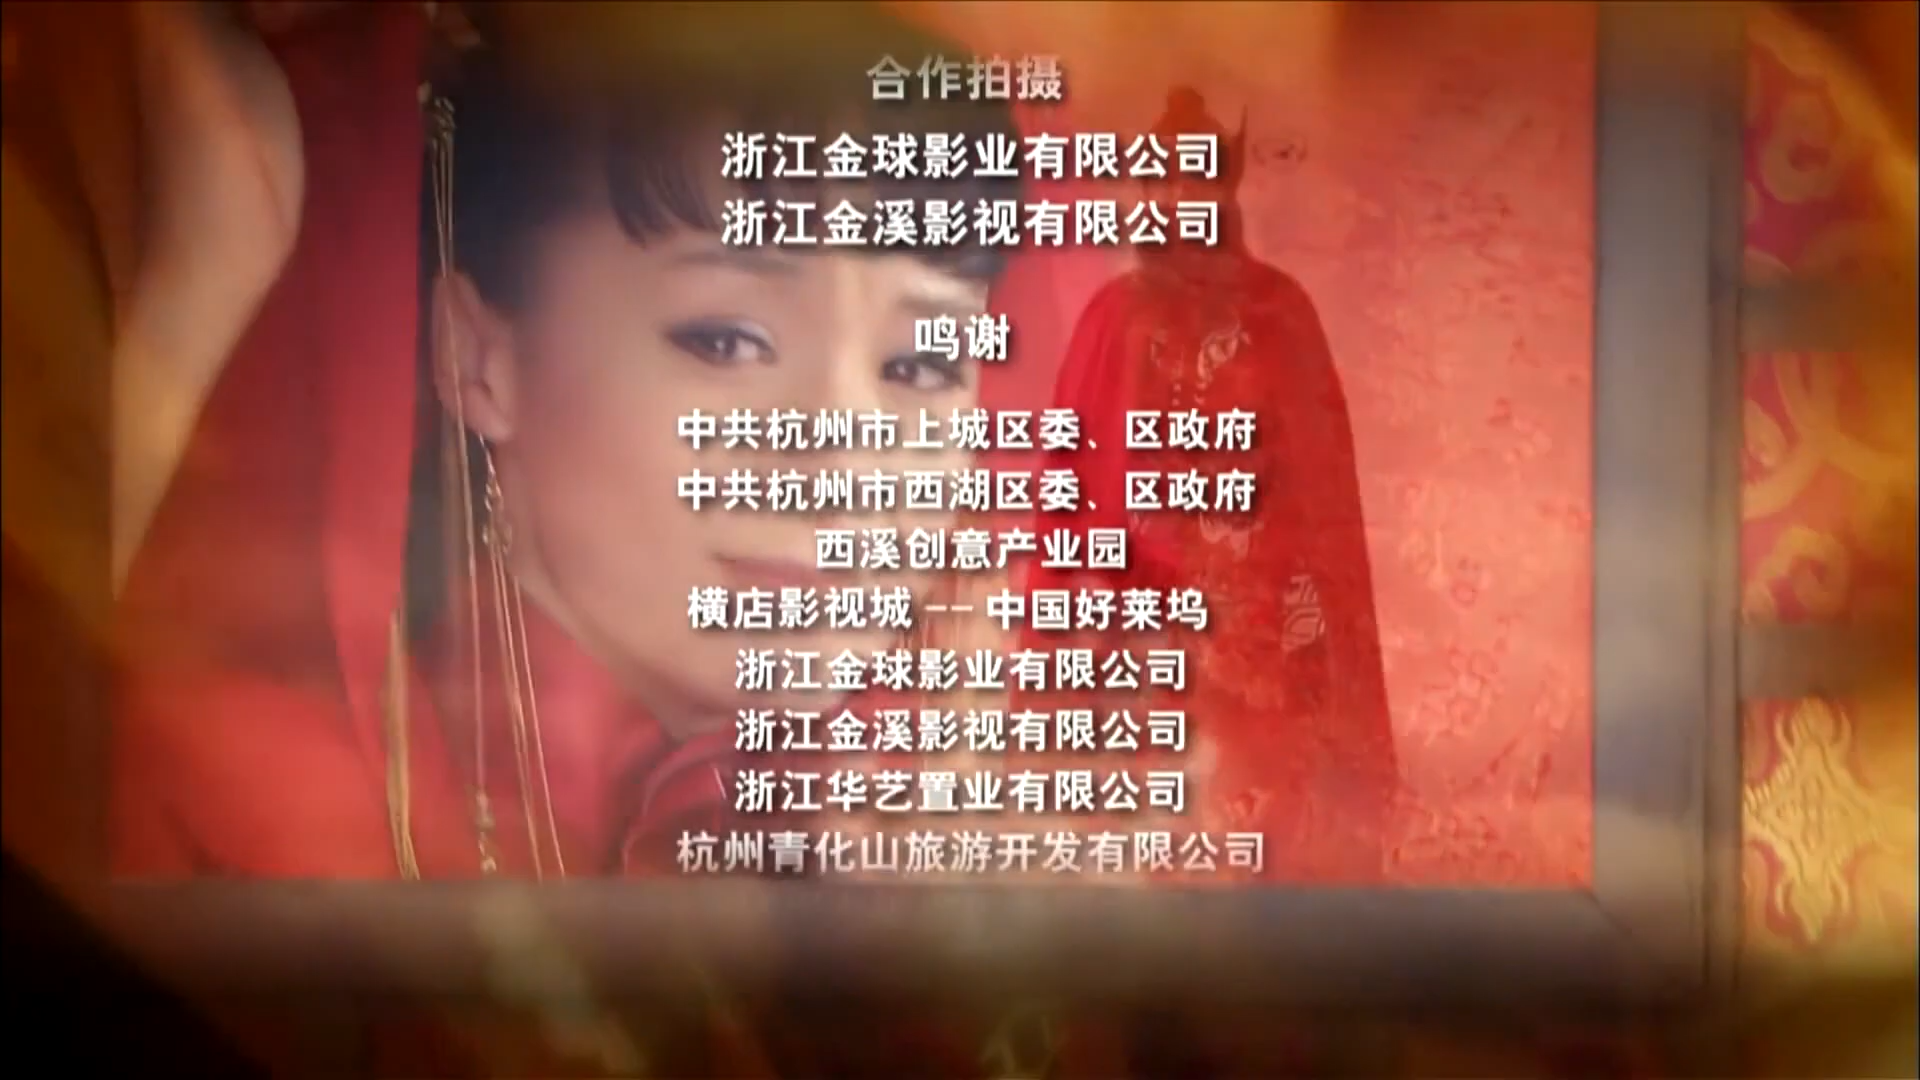 合作拍摄
浙江金球影业有限公司
浙江金溪影视有限公司
鸣谢
中共杭州市上城区委、区政府
中共杭州市西湖区委、区政府
西溪创意产业园
横店影视城--中国好莱坞
浙江金球影业有限公司
浙江金溪影视有限公司
浙江华艺置业有限公司
杭州青化山旅游开发有限公司